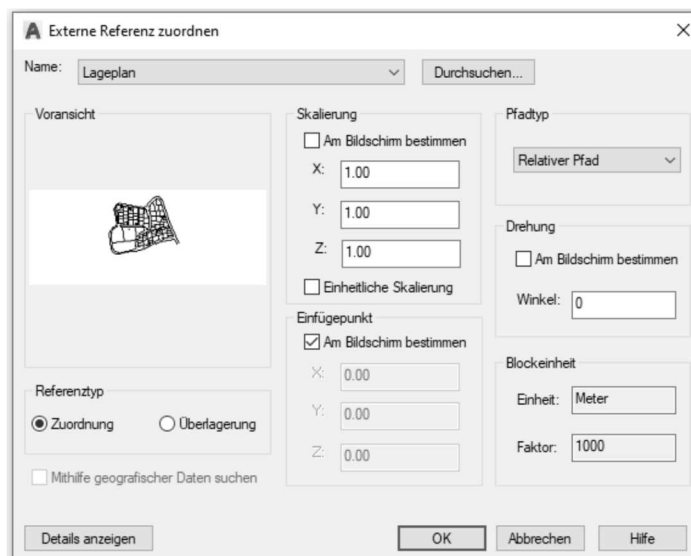 Externe Referenz zuordnen
Name: Lageplan Durchsuchen...
Voransicht
Referenztyp
Zuordnung Überlagerung
Mithilfe geografischer Daten suchen
Skalierung
Am Bildschirm bestimmen
X: 1.00
Y: 1.00
Z: 1.00
Einheitliche Skalierung
Einfügepunkt
Am Bildschirm bestimmen
X: 0.00
Y: 0.00
Z: 0.00
Pfadtyp
Relativer Pfad
Drehung
Am Bildschirm bestimmen
Winkel: 0
Blockeinheit
Einheit: Meter
Faktor: 1000
Details anzeigen OK Abbrechen Hilfe